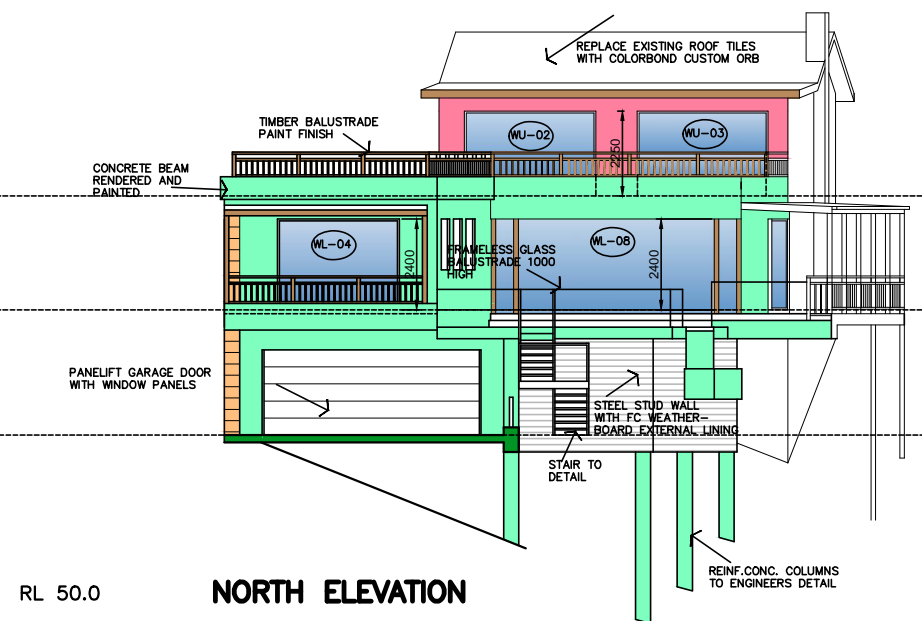 REPLACE EXISTING ROOF TILES
WITH COLORBOND CUSTOM ORB
TIMBER BALUSTRADE
PAINT FINISH
WU-02
WU-03
2250
CONCRETE BEAM
RENDERED AND
PAINTED
WL-04
2400
FRAMELESS GLASS
BALUSTRADE 1000
HIGH
WL-08
2400
PANELIFT GARAGE DOOR
WITH WINDOW PANELS
STEEL STUD WALL
WITH FC WEATHER-
BOARD EXTERNAL LINING
STAIR TO
DETAIL
REINF.CONC. COLUMNS
TO ENGINEERS DETAIL
RL 50.0
NORTH ELEVATION